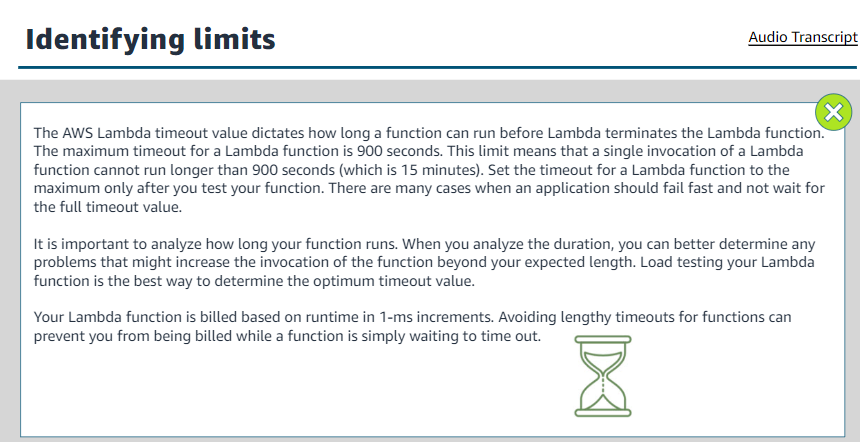 Identifying limits
Audio Transcript
The AWS Lambda timeout value dictates how long a function can run before Lambda terminates the Lambda function.
The maximum timeout for a Lambda function is 900 seconds. This limit means that a single invocation of a Lambda
function cannot run longer than 900 seconds (which is 15 minutes). Set the timeout for a Lambda function to the
maximum only after you test your function. There are many cases when an application should fail fast and not wait for
the full timeout value.
It is important to analyze how long your function runs. When you analyze the duration, you can better determine any
problems that might increase the invocation of the function beyond your expected length. Load testing your Lambda
function is the best way to determine the optimum timeout value.
Your Lambda function is billed based on runtime in 1-ms increments. Avoiding lengthy timeouts for functions can
prevent you from being billed while a function is simply waiting to time out.